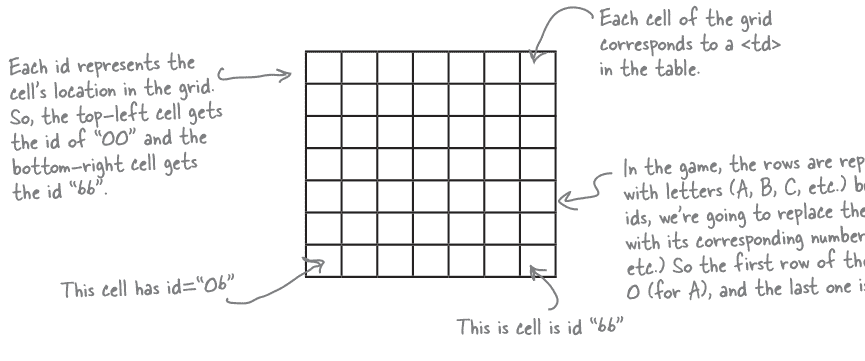 Each id represents the
cell's location in the grid.
So, the top-left cell gets
the id of "00" and the
bottom-right cell gets
the id "66".
Each cell of the grid
corresponds to a <td>
in the table.
In the game, the rows are rep
with letters (A, B, C, etc.) b
ids, we're going to replace the
with its corresponding number
etc.) So the first row of the
0 (for A), and the last one is
This cell has id="06"
This is cell is id "66"